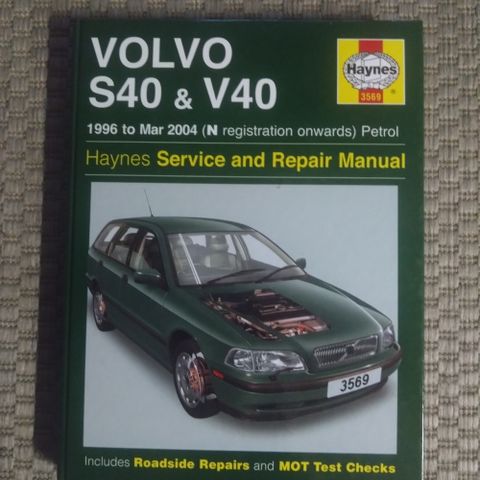 VOLVO
S40 & V40
Haynes
3569
®
1996 to Mar 2004 (N registration onwards) Petrol
Haynes Service and Repair Manual
3569
Includes Roadside Repairs and MOT Test Checks